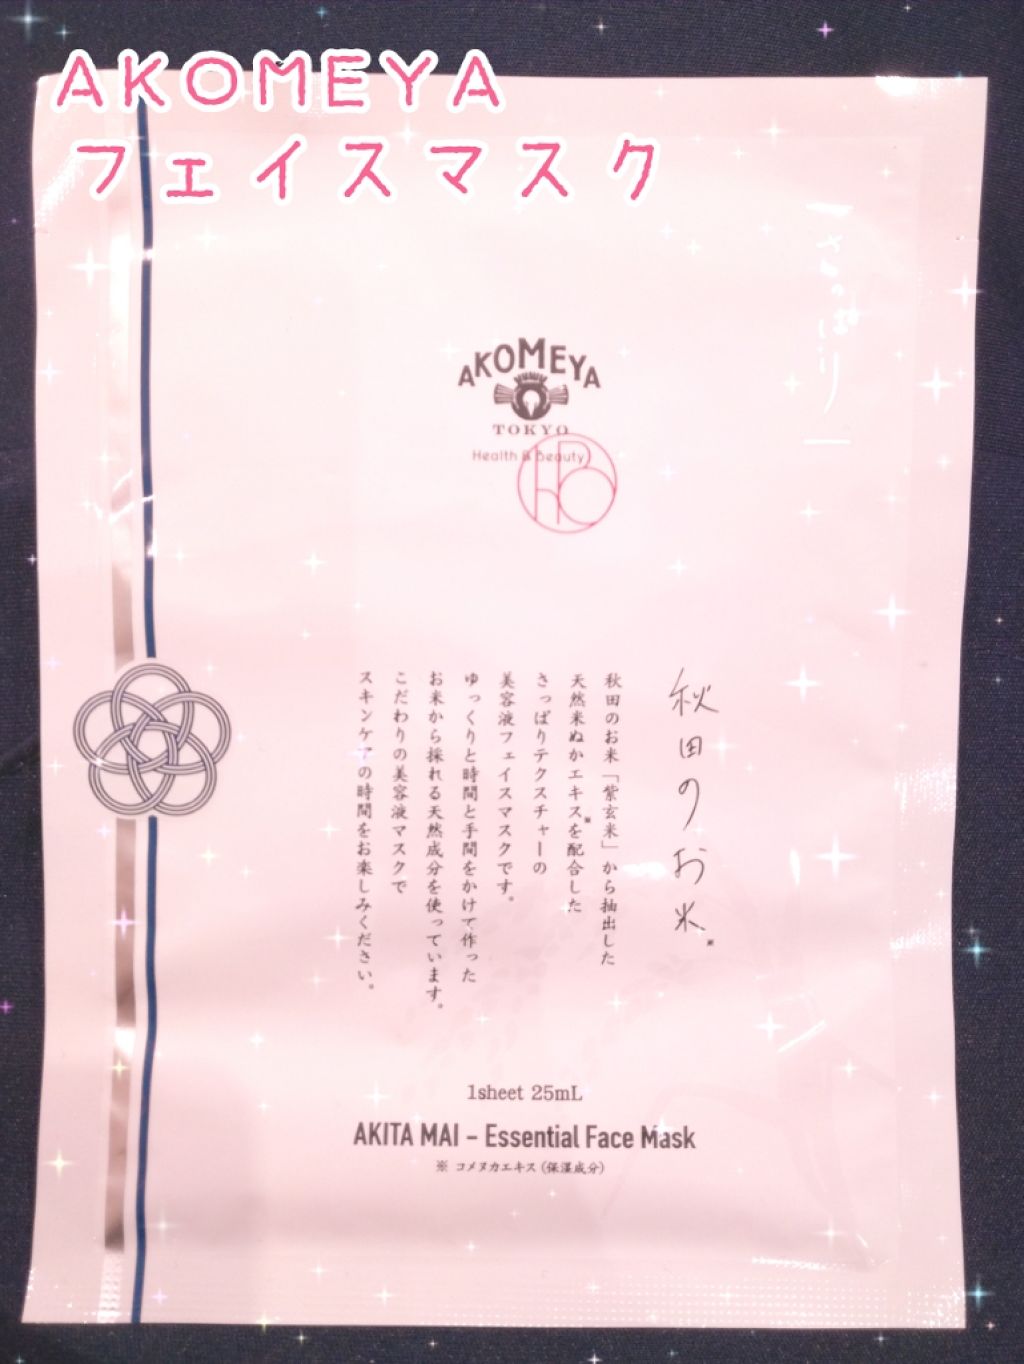 AKOMEYA
フェイスマスク
さっぱり
AKOMEYA
TOKYO
Health & Beauty
秋田のお米※
秋田のお米「紫玄米」から抽出した
天然米ぬかエキス※を配合した
さっぱりテクスチャーの
美容液フェイスマスクです。
ゆっくりと時間と手間をかけて作った
お米から採れる天然成分を使っています。
こだわりの美容液マスクで
スキンケアの時間をお楽しみください。
1sheet 25mL
AKITA MAI – Essential Face Mask
※ コメヌカエキス（保湿成分）